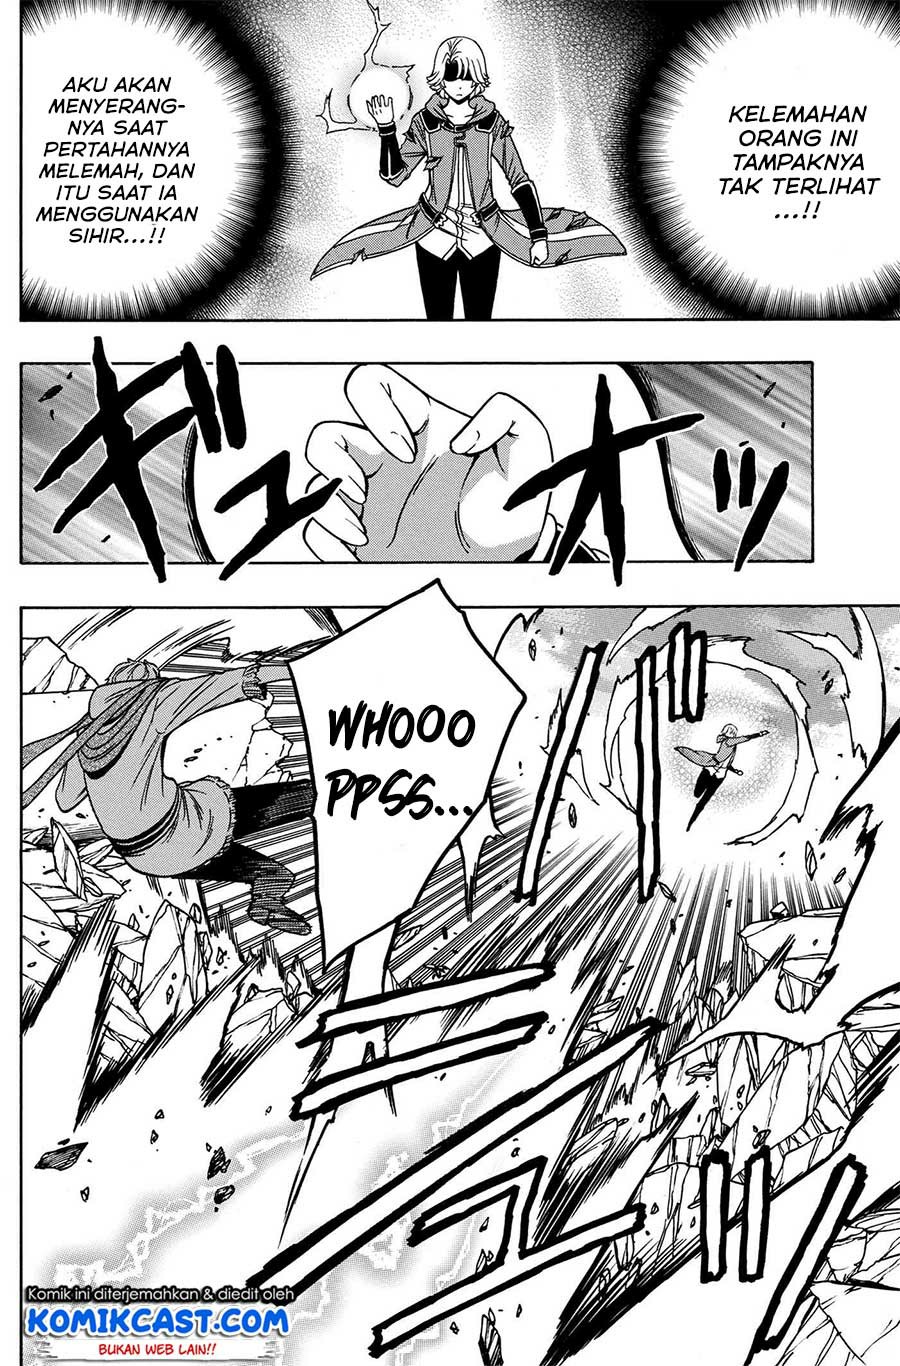 KELEMAHAN
ORANG INI
TAMPAKNYA
TAK TERLIHAT
...!!
AKU AKAN
MENYERANG-
NYA SAAT
PERTAHANNYA
MELEMAH, DAN
ITU SAAT IA
MENGGUNAKAN
SIHIR...!!
ギュオッ
WHOOO
PPSS...
Komik ini diterjemahkan & diedit oleh
KOMIKCAST.COM
BUKAN WEB LAIN!!